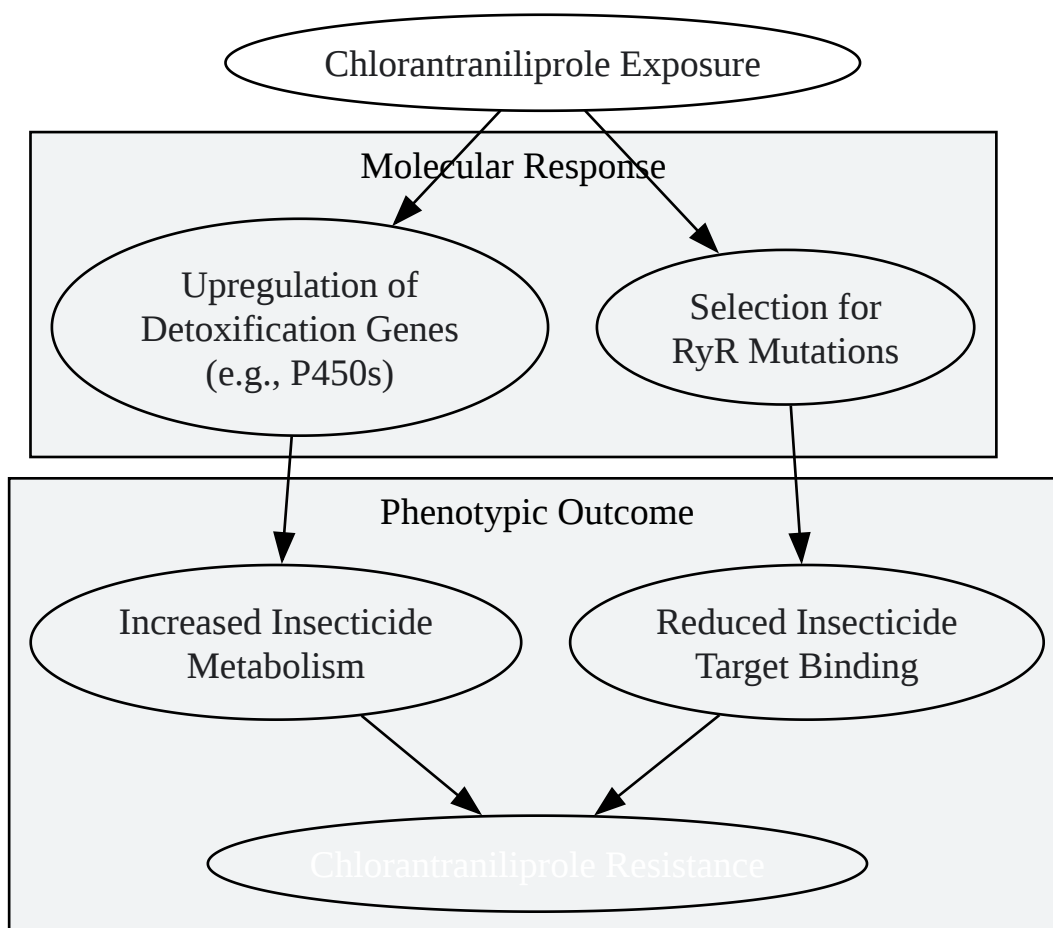 Chlorantraniliprole Exposure
Molecular Response
Upregulation of
Detoxification Genes
(e.g., P450s)
Selection for
RyR Mutations
Phenotypic Outcome
Increased Insecticide
Metabolism
Reduced Insecticide
Target Binding
Chlorantraniliprole Resistance